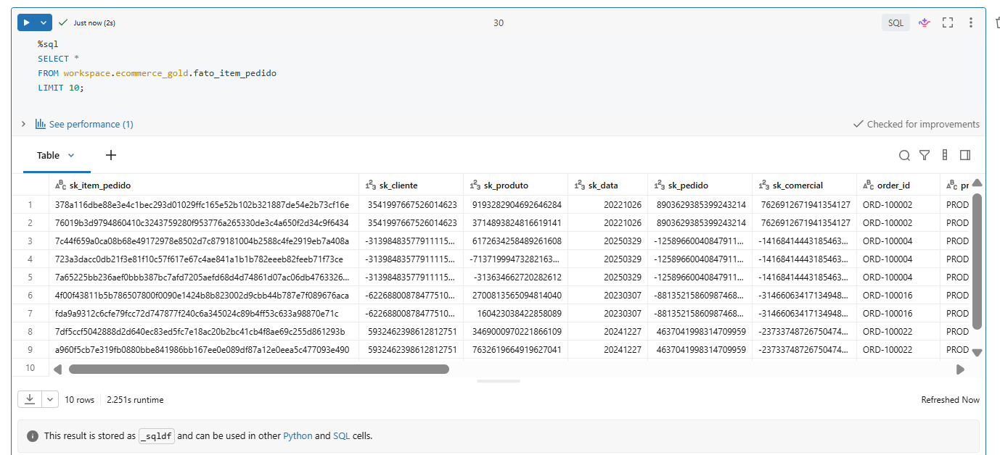 Just now (2s)
30
SQL
%sql
SELECT *
FROM workspace.ecommerce_gold.fato_item_pedido
LIMIT 10;
See performance (1)
Checked for improvements
Table
sk_item_pedido sk_cliente sk_produto sk_data sk_pedido sk_comercial order_id pr
1 378a116dbe88e3e4c1bec293d01029ffc165e52b102b321887de54e2b73cf16e 3541997667526014623 9193282904692646284 20221026 8903629385399243214 7626912671941354127 ORD-100002 PROD
2 76019b3d9794860410c3243759280f953776a265330de3c4a650f2d34c9f6434 3541997667526014623 3714893824816619141 20221026 8903629385399243214 7626912671941354127 ORD-100002 PROD
3 7c44f659a0ca08b68e49172978e8502d7c879181004b2588c4fe2919eb7a408a -31398483577911115... 6172634258489261608 20250329 -12589660040847911... -14168414443185463... ORD-100004 PROD
4 723a3dacc0db21f3e81f10c57f617e67c4ae841a1b1b782eeeb82feeb71f73ce -31398483577911115... -71371999473282163... 20250329 -12589660040847911... -14168414443185463... ORD-100004 PROD
5 7a65225bb236aef0bbb387bc7afd7205aefd68d4d74861d07ac06db4763326... -31398483577911115... -313634662720282612 20250329 -12589660040847911... -14168414443185463... ORD-100004 PROD
6 4f00f43811b5b786507800f0090e1424b8b823002d9cbb44b787e7f089676aca -62268800878477510... 2700813565094814040 20230307 -88135215860987468... -31466063417134948... ORD-100016 PROD
7 fda9a9312c6cfe79fcc72d747877f240c6a345024c89b4ff53c633a98870e71c -62268800878477510... 160423038422858089 20230307 -88135215860987468... -31466063417134948... ORD-100016 PROD
8 7df5ccf5042888d2d640ec83ed5fc7e18ac20b2bc41cb4f8ae69c255d861293b 5932462398612812751 3469000970221866109 20241227 4637041998314709959 -23733748726750474... ORD-100022 PROD
9 a960f5cb7e319fb0880bbe841986bb167ee0e089df87a12e0eea5c477093e490 5932462398612812751 7632619664919627041 20241227 4637041998314709959 -23733748726750474... ORD-100022 PROD
10
10 rows 2.251s runtime
Refreshed Now
This result is stored as _sqldf and can be used in other Python and SQL cells.